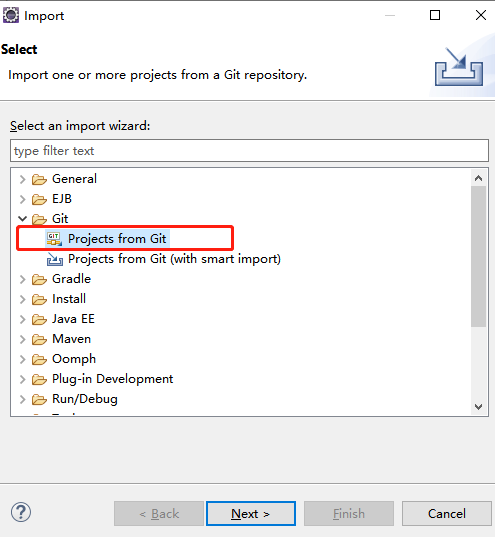 Import
Select
Import one or more projects from a Git repository.
Select an import wizard:
type filter text
General
EJB
Git
GIT
Projects from Git
Projects from Git (with smart import)
Gradle
Install
Java EE
Maven
Oomph
Plug-in Development
Run/Debug
< Back
Next >
Finish
Cancel